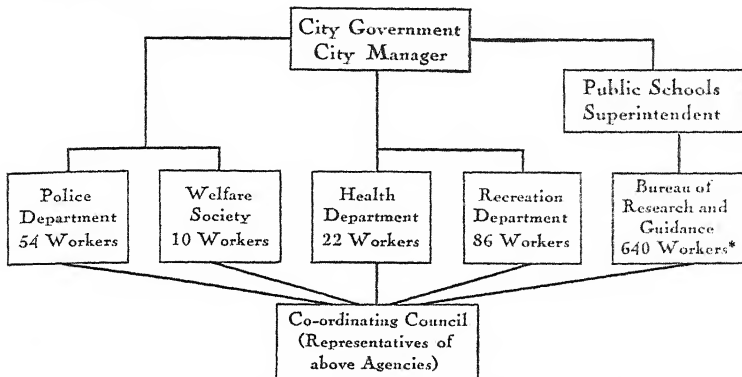 City Government
City Manager
Public Schools
Superintendent
Police
Department
54 Workers
Welfare
Society
10 Workers
Health
Department
22 Workers
Recreation
Department
86 Workers
Bureau of
Research and
Guidance
640 Workers*
Co-ordinating Council
(Representatives of
above Agencies)